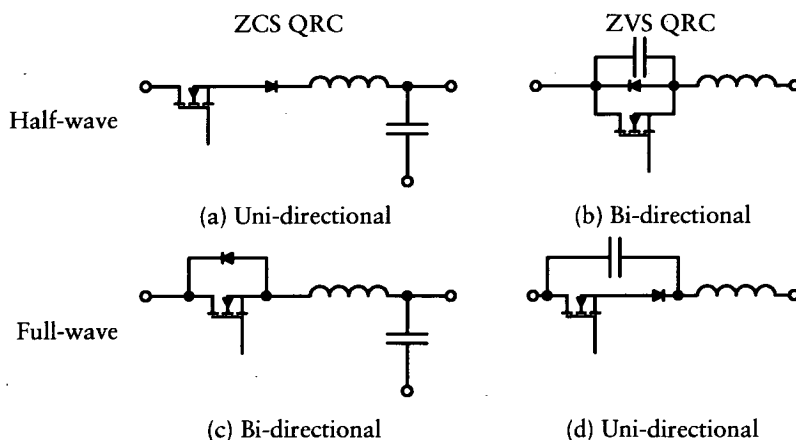 ZCS QRC
ZVS QRC
Half-wave
(a) Uni-directional
(b) Bi-directional
Full-wave
(c) Bi-directional
(d) Uni-directional